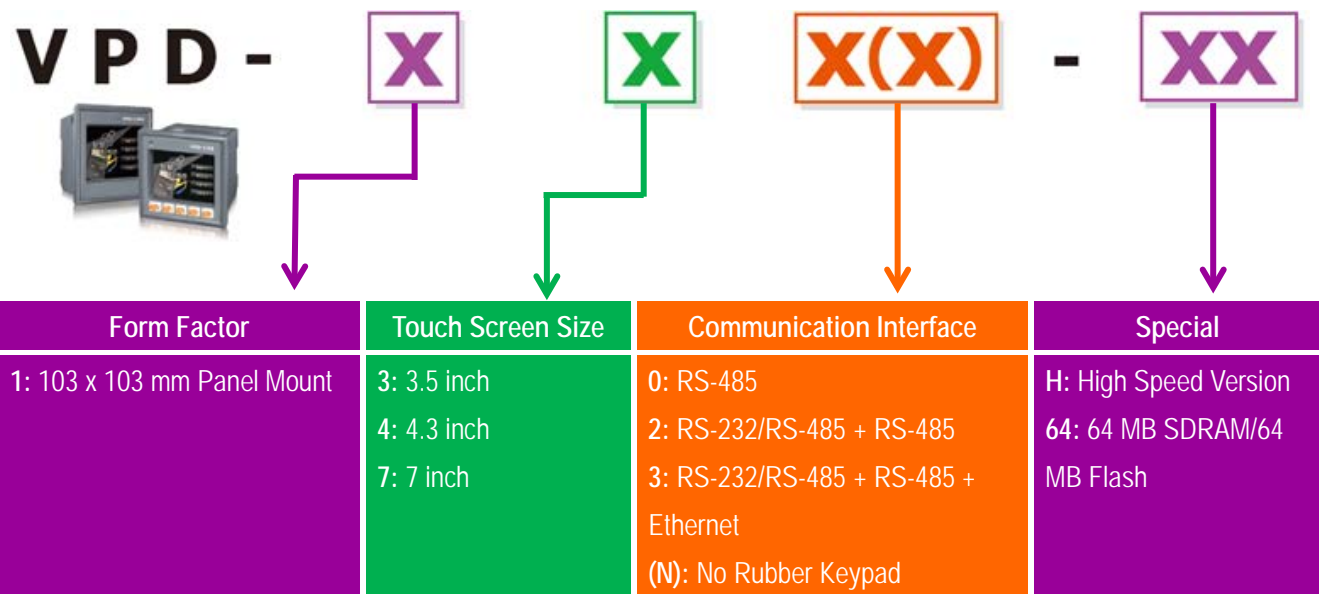 VPD- X X X(X) - XX
Form Factor Touch Screen Size Communication Interface Special
1: 103 x 103 mm Panel Mount
3: 3.5 inch
4: 4.3 inch
7: 7 inch
0: RS-485
2: RS-232/RS-485 + RS-485
3: RS-232/RS-485 + RS-485 +
Ethernet
(N): No Rubber Keypad
H: High Speed Version
64: 64 MB SDRAM/64
MB Flash